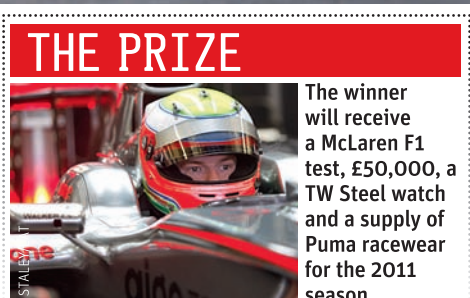 THE PRIZE
The winner
will receive
a McLaren F1
test, £50,000, a
TW Steel watch
and a supply of
Puma racewear
for the 2011
season